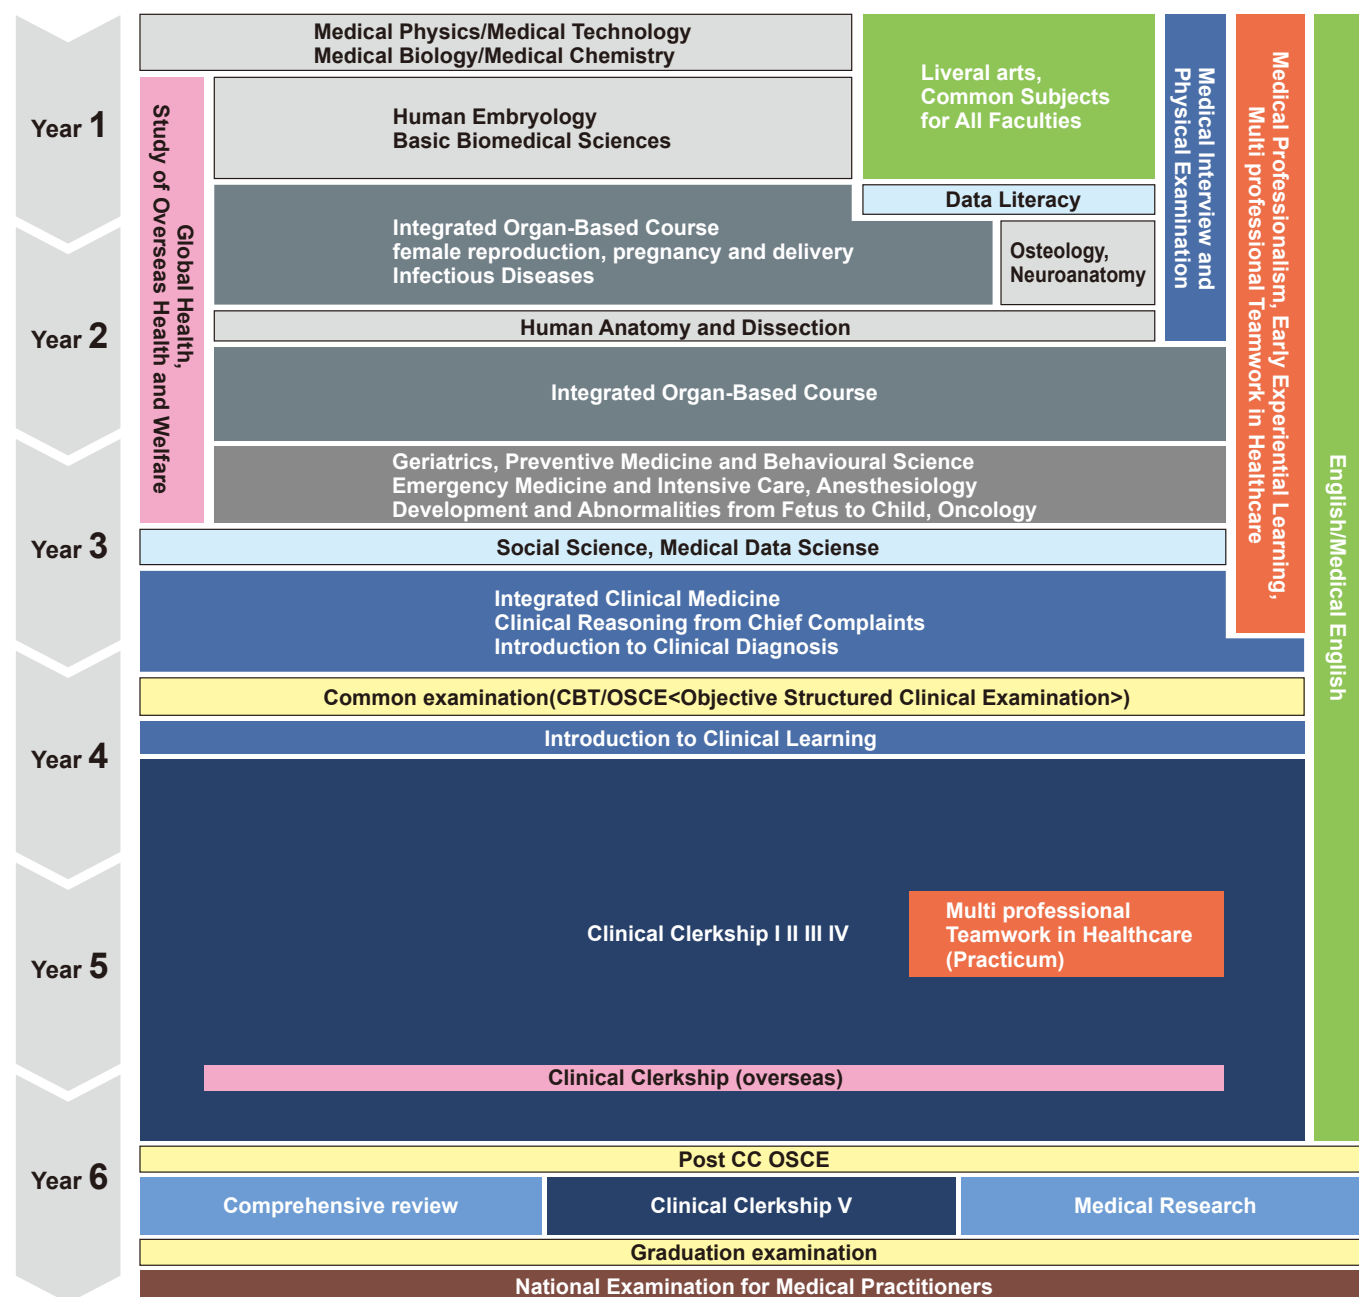 Year 1
Year 2
Year 3
Year 4
Year 5
Year 6
Medical Physics/Medical Technology
Medical Biology/Medical Chemistry
Liveral arts,
Common Subjects
for All Faculties
Medical Interview and
Physical Examination
Medical Professionalism, Early Experiential Learning,
Multi professional Teamwork in Healthcare
English/Medical English
Global Health,
Study of Overseas Health and Welfare
Human Embryology
Basic Biomedical Sciences
Data Literacy
Integrated Organ-Based Course
female reproduction, pregnancy and delivery
Infectious Diseases
Osteology,
Neuroanatomy
Human Anatomy and Dissection
Integrated Organ-Based Course
Geriatrics, Preventive Medicine and Behavioural Science
Emergency Medicine and Intensive Care, Anesthesiology
Development and Abnormalities from Fetus to Child, Oncology
Social Science, Medical Data Sciense
Integrated Clinical Medicine
Clinical Reasoning from Chief Complaints
Introduction to Clinical Diagnosis
Common examination(CBT/OSCE<Objective Structured Clinical Examination>)
Introduction to Clinical Learning
Clinical Clerkship I II III IV
Multi professional
Teamwork in Healthcare
(Practicum)
Clinical Clerkship (overseas)
Post CC OSCE
Comprehensive review
Clinical Clerkship V
Medical Research
Graduation examination
National Examination for Medical Practitioners